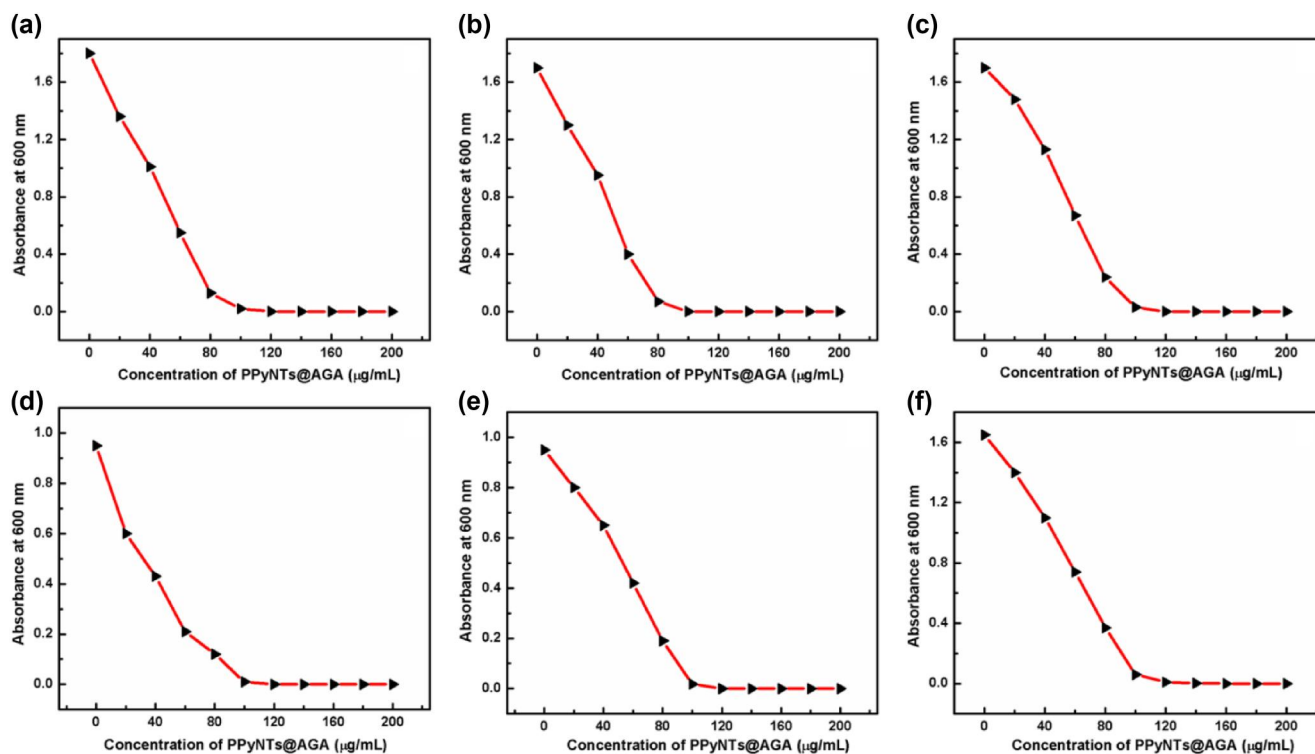 (a)
Absorbance at 600 nm
1.6
1.2
0.8
0.4
0.0
0 40 80 120 160 200
Concentration of PPyNTs@AGA (μg/mL)
(b)
Absorbance at 600 nm
1.6
1.2
0.8
0.4
0.0
0 40 80 120 160 200
Concentration of PPyNTs@AGA (μg/mL)
(c)
Absorbance at 600 nm
1.6
1.2
0.8
0.4
0.0
0 40 80 120 160 200
Concentration of PPyNTs@AGA (μg/mL)
(d)
Absorbance at 600 nm
1.0
0.8
0.6
0.4
0.2
0.0
0 40 80 120 160 200
Concentration of PPyNTs@AGA (μg/mL)
(e)
Absorbance at 600 nm
1.0
0.8
0.6
0.4
0.2
0.0
0 40 80 120 160 200
Concentration of PPyNTs@AGA (μg/mL)
(f)
Absorbance at 600 nm
1.6
1.2
0.8
0.4
0.0
0 40 80 120 160 200
Concentration of PPyNTs@AGA (μg/mL)